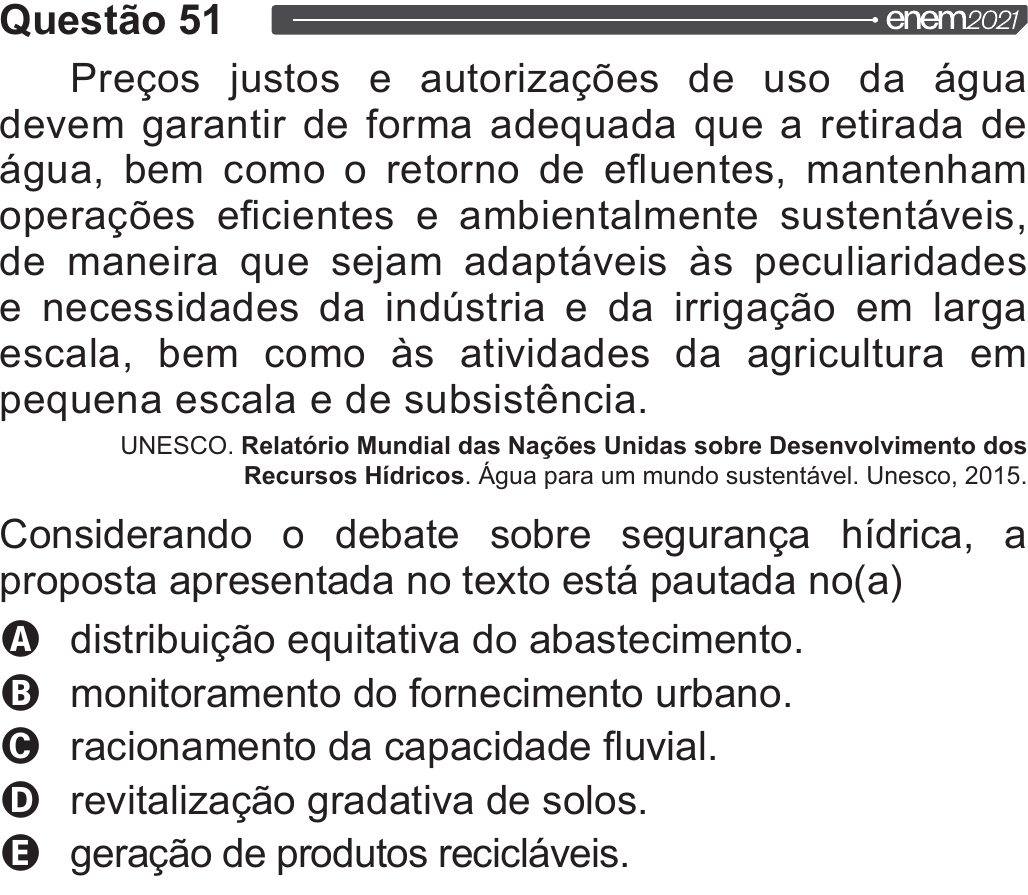 Questão 51
enem2021
Preços justos e autorizações de uso da água
devem garantir de forma adequada que a retirada de
água, bem como o retorno de efluentes, mantenham
operações eficientes e ambientalmente sustentáveis,
de maneira que sejam adaptáveis às peculiaridades
e necessidades da indústria e da irrigação em larga
escala, bem como às atividades da agricultura em
pequena escala e de subsistência.
UNESCO. Relatório Mundial das Nações Unidas sobre Desenvolvimento dos
Recursos Hídricos. Água para um mundo sustentável. Unesco, 2015.
Considerando o debate sobre segurança hídrica, a
proposta apresentada no texto está pautada no(a)
A distribuição equitativa do abastecimento.
B monitoramento do fornecimento urbano.
C racionamento da capacidade fluvial.
D revitalização gradativa de solos.
E geração de produtos recicláveis.